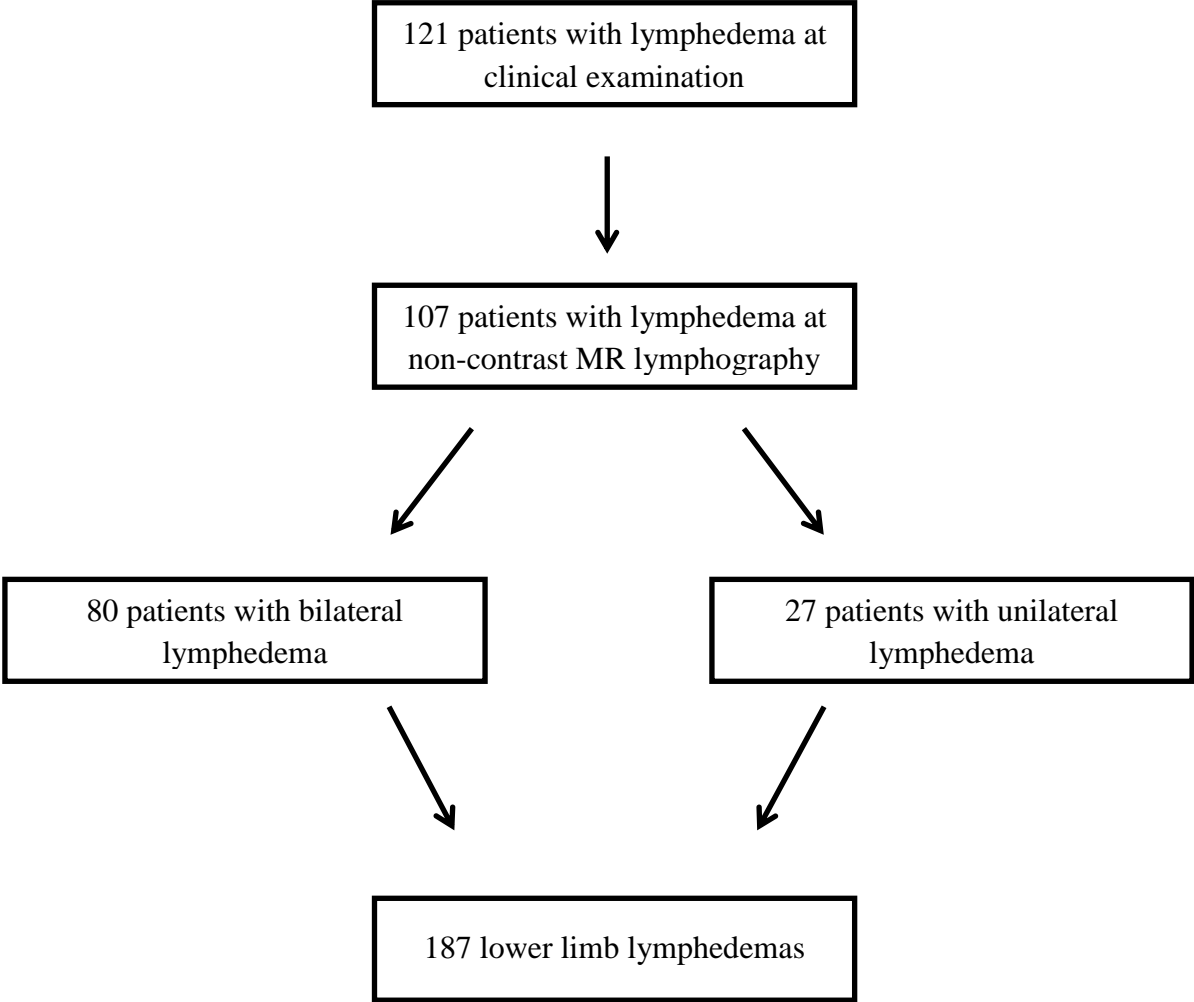 121 patients with lymphedema at
clinical examination
107 patients with lymphedema at
non-contrast MR lymphography
80 patients with bilateral
lymphedema
27 patients with unilateral
lymphedema
187 lower limb lymphedemas